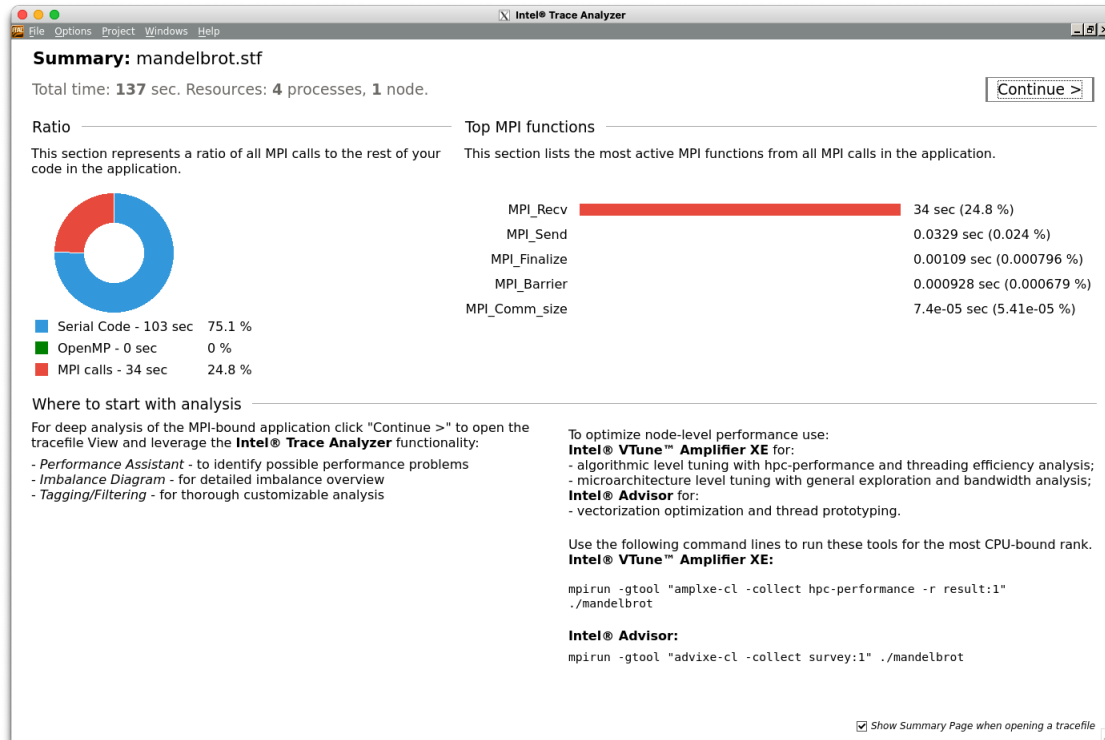 Intel® Trace Analyzer
File Options Project Windows Help
Summary: mandelbrot.stf
Total time: 137 sec. Resources: 4 processes, 1 node.
Continue >
Ratio
This section represents a ratio of all MPI calls to the rest of your
code in the application.
Serial Code - 103 sec 75.1 %
OpenMP - 0 sec 0 %
MPI calls - 34 sec 24.8 %
Top MPI functions
This section lists the most active MPI functions from all MPI calls in the application.
MPI_Recv 34 sec (24.8 %)
MPI_Send 0.0329 sec (0.024 %)
MPI_Finalize 0.00109 sec (0.000796 %)
MPI_Barrier 0.000928 sec (0.000679 %)
MPI_Comm_size 7.4e-05 sec (5.41e-05 %)
Where to start with analysis
For deep analysis of the MPI-bound application click "Continue >" to open the
tracefile View and leverage the Intel® Trace Analyzer functionality:
- Performance Assistant - to identify possible performance problems
- Imbalance Diagram - for detailed imbalance overview
- Tagging/Filtering - for thorough customizable analysis
To optimize node-level performance use:
Intel® VTune™ Amplifier XE for:
- algorithmic level tuning with hpc-performance and threading efficiency analysis;
- microarchitecture level tuning with general exploration and bandwidth analysis;
Intel® Advisor for:
- vectorization optimization and thread prototyping.
Use the following command lines to run these tools for the most CPU-bound rank.
Intel® VTune™ Amplifier XE:
mpirun -gtool "amplxe-cl -collect hpc-performance -r result:1"
./mandelbrot
Intel® Advisor:
mpirun -gtool "advixe-cl -collect survey:1" ./mandelbrot
Show Summary Page when opening a tracefile